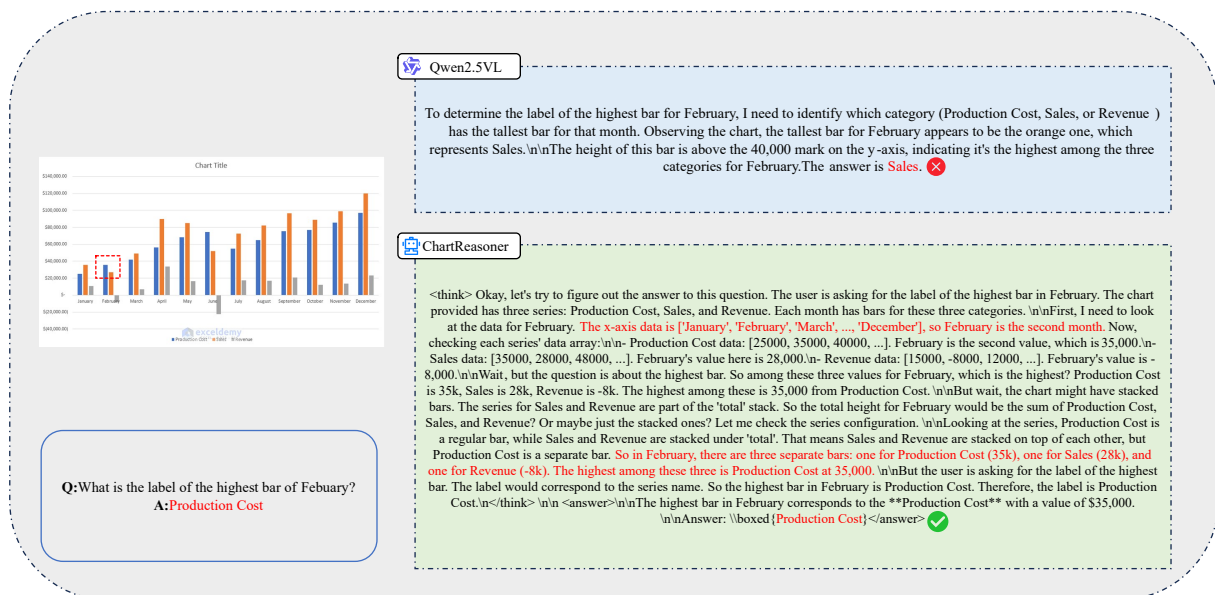 Chart Title
$140,000.00
$120,000.00
$100,000.00
$80,000.00
$60,000.00
$40,000.00
$20,000.00
$-
$(20,000.00)
$(40,000.00)
January February March April May June July August September October November December
exceldemy
Production Cost Sales Revenue
Q:What is the label of the highest bar of Febuary?
A:Production Cost
Qwen2.5VL
To determine the label of the highest bar for February, I need to identify which category (Production Cost, Sales, or Revenue )
has the tallest bar for that month. Observing the chart, the tallest bar for February appears to be the orange one, which
represents Sales.\n\nThe height of this bar is above the 40,000 mark on the y-axis, indicating it's the highest among the three
categories for February.The answer is Sales.
ChartReasoner
<think> Okay, let's try to figure out the answer to this question. The user is asking for the label of the highest bar in February. The chart
provided has three series: Production Cost, Sales, and Revenue. Each month has bars for these three categories. \n\nFirst, I need to look
at the data for February. The x-axis data is ['January', 'February', 'March', ..., 'December'], so February is the second month. Now,
checking each series' data array:\n\n- Production Cost data: [25000, 35000, 40000, ...]. February is the second value, which is 35,000.\n-
Sales data: [35000, 28000, 48000, ...]. February's value here is 28,000.\n- Revenue data: [15000, -8000, 12000, ...]. February's value is -
8,000.\n\nWait, but the question is about the highest bar. So among these three values for February, which is the highest? Production Cost
is 35k, Sales is 28k, Revenue is -8k. The highest among these is 35,000 from Production Cost. \n\nBut wait, the chart might have stacked
bars. The series for Sales and Revenue are part of the 'total' stack. So the total height for February would be the sum of Production Cost,
Sales, and Revenue? Or maybe just the stacked ones? Let me check the series configuration. \n\nLooking at the series, Production Cost is
a regular bar, while Sales and Revenue are stacked under 'total'. That means Sales and Revenue are stacked on top of each other, but
Production Cost is a separate bar. So in February, there are three separate bars: one for Production Cost (35k), one for Sales (28k), and
one for Revenue (-8k). The highest among these three is Production Cost at 35,000. \n\nBut the user is asking for the label of the highest
bar. The label would correspond to the series name. So the highest bar in February is Production Cost. Therefore, the label is Production
Cost.\n</think> \n\n <answer>\n\nThe highest bar in February corresponds to the **Production Cost** with a value of $35,000.
\n\nAnswer: \\boxed{Production Cost}</answer>